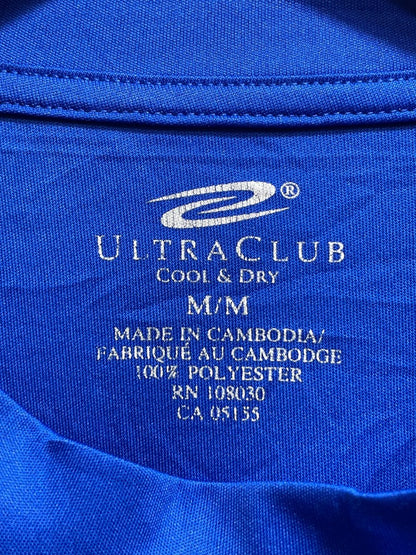 ®
ULTRACLUB
COOL & DRY
M/M
MADE IN CAMBODIA/
FABRIQUÉ AU CAMBODGE
100% POLYESTER
RN 108030
CA 05155